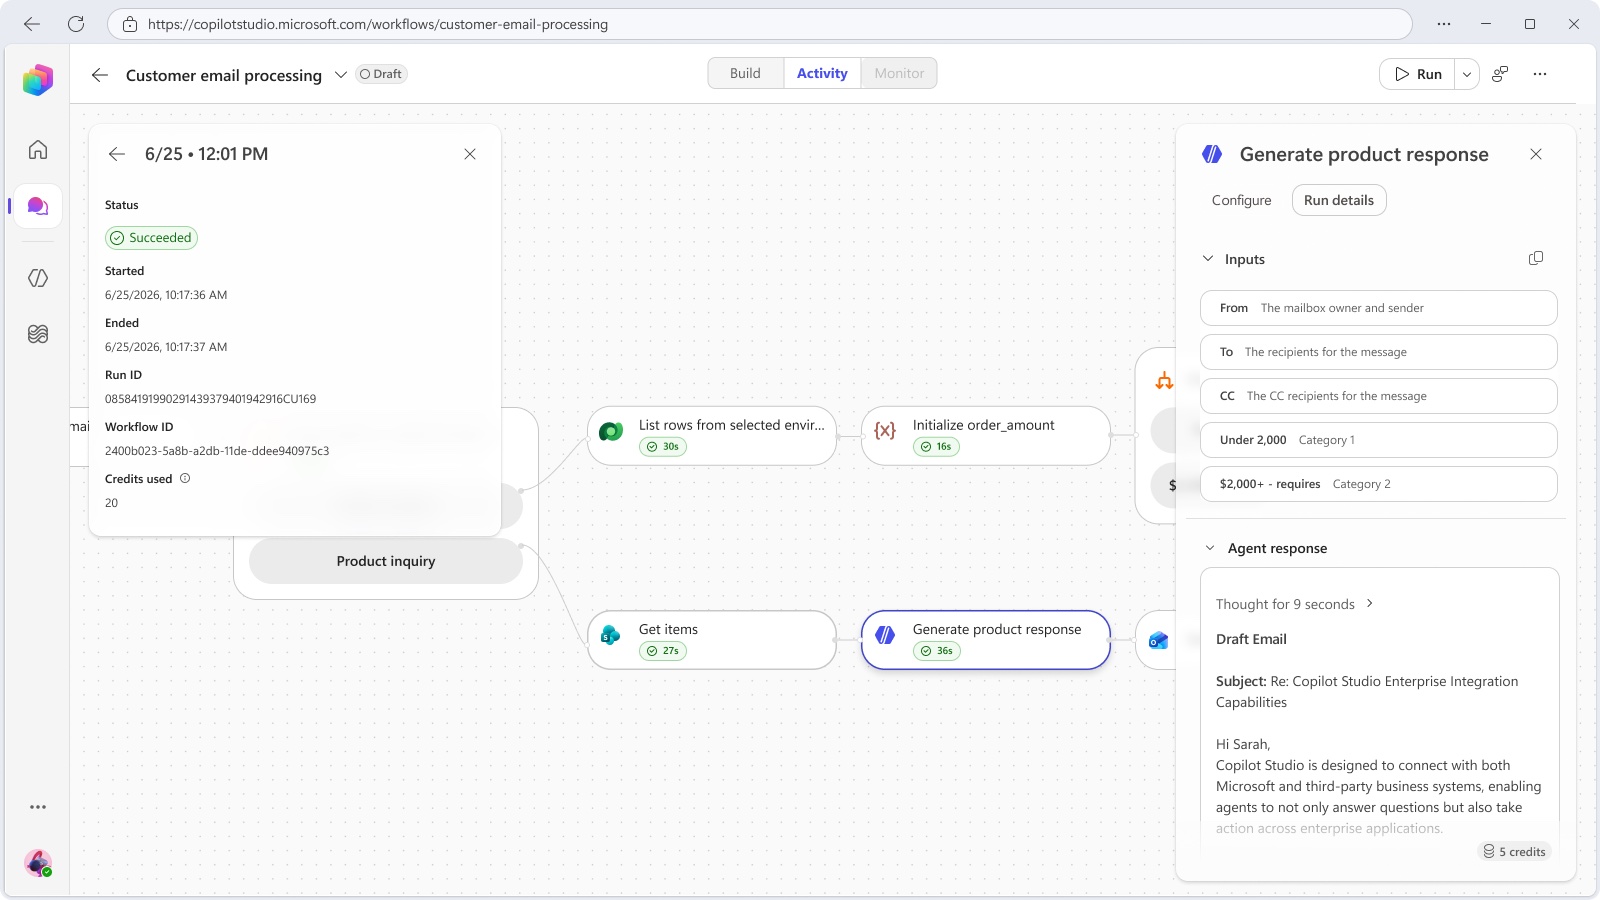 https://copilotstudio.microsoft.com/workflows/customer-email-processing
Customer email processing
Draft
Build
Activity
Monitor
Run
6/25 • 12:01 PM
Status
Succeeded
Started
6/25/2026, 10:17:36 AM
Ended
6/25/2026, 10:17:37 AM
Run ID
08584191990291439379401942916CU169
Workflow ID
2400b023-5a8b-a2db-11de-ddee940975c3
Credits used
20
mai
Product inquiry
List rows from selected envir...
30s
Initialize order_amount
16s
$
Get items
27s
Generate product response
36s
Generate product response
Configure
Run details
Inputs
From The mailbox owner and sender
To The recipients for the message
CC The CC recipients for the message
Under 2,000 Category 1
$2,000+ - requires Category 2
Agent response
Thought for 9 seconds
Draft Email
Subject: Re: Copilot Studio Enterprise Integration
Capabilities
Hi Sarah,
Copilot Studio is designed to connect with both
Microsoft and third-party business systems, enabling
agents to not only answer questions but also take
action across enterprise applications.
5 credits